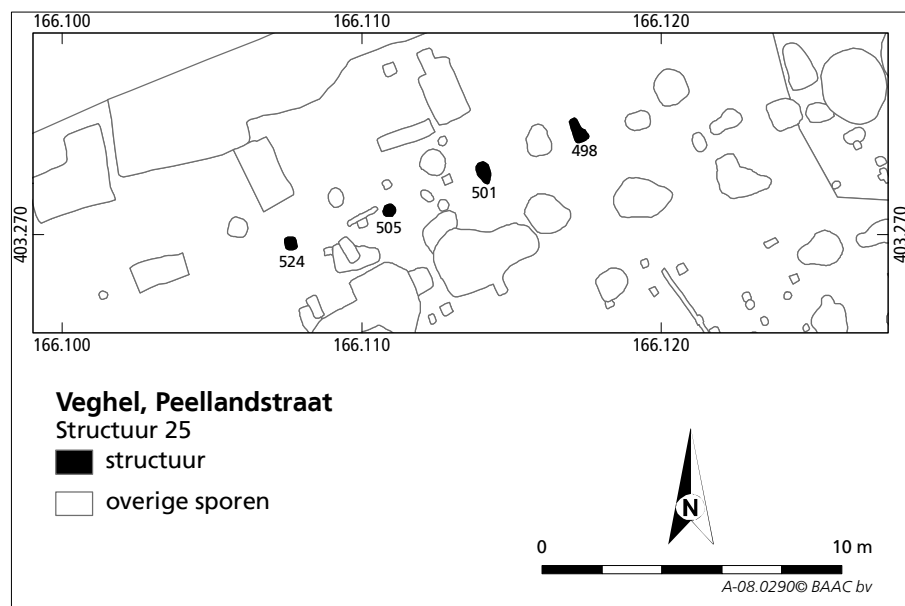 166.100 166.110 166.120
498
501
403.270 403.270
505
524
166.100 166.110 166.120
Veghel, Peellandstraat
Structuur 25
structuur
overige sporen
N
0 10 m
A-08.0290© BAAC bv